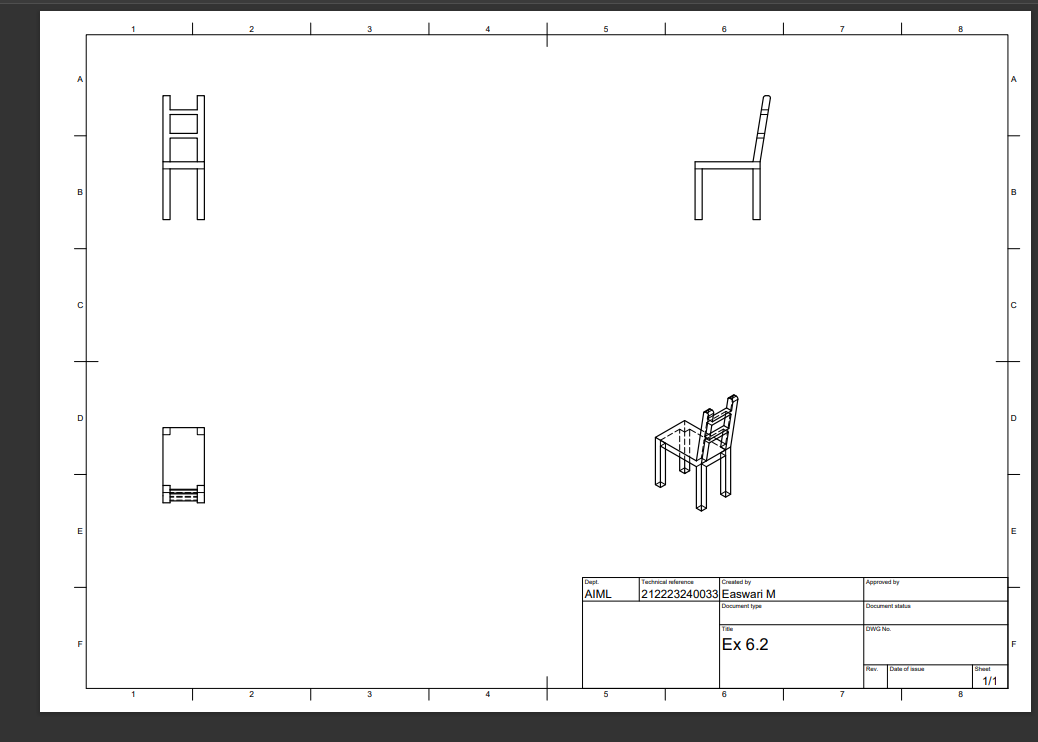 1 2 3 4 5 6 7 8
A A
B B
C C
D D
E E
Dept. Technical reference Created by Approved by
AIML 212223240033 Easwari M
Document type Document status
Title DWG No.
F Ex 6.2 F
Rev. Date of issue Sheet
1/1
1 2 3 4 5 6 7 8